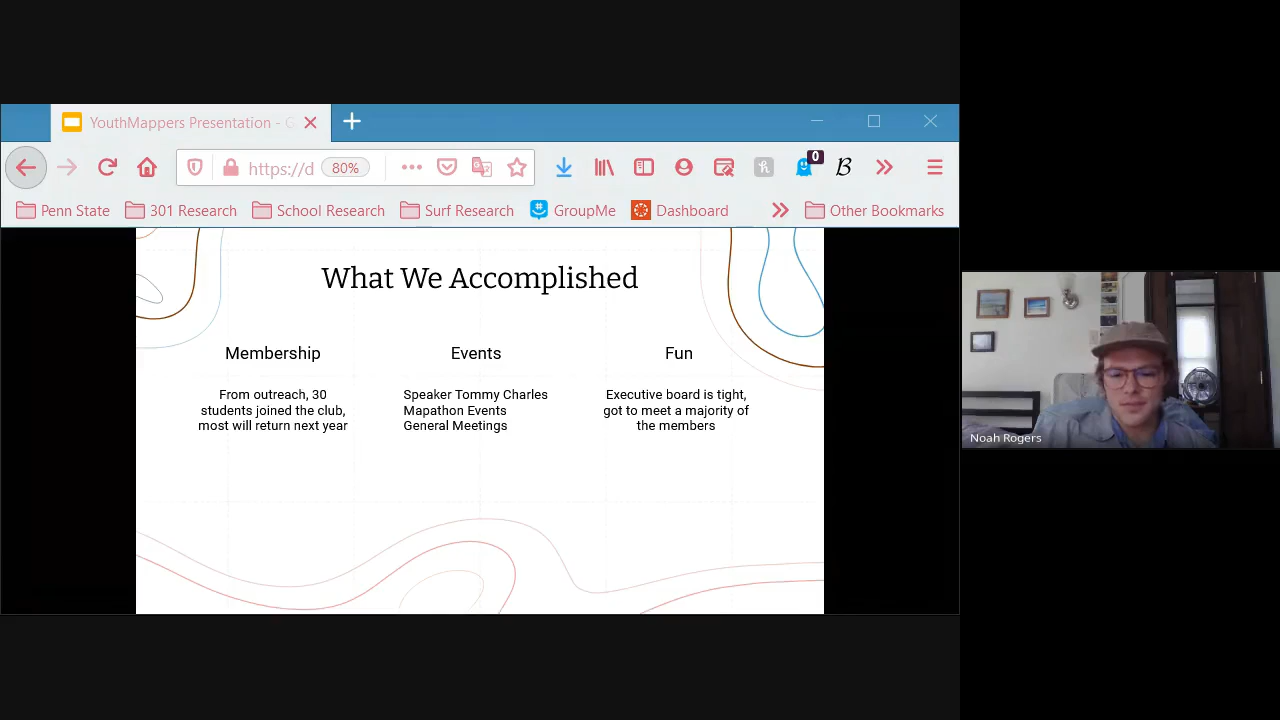 YouthMappers Presentation - G
https://d
80%
0
B
Penn State
301 Research
School Research
Surf Research
GroupMe
Dashboard
Other Bookmarks
What We Accomplished
Membership
From outreach, 30
students joined the club,
most will return next year
Events
Speaker Tommy Charles
Mapathon Events
General Meetings
Fun
Executive board is tight,
got to meet a majority of
the members
Noah Rogers